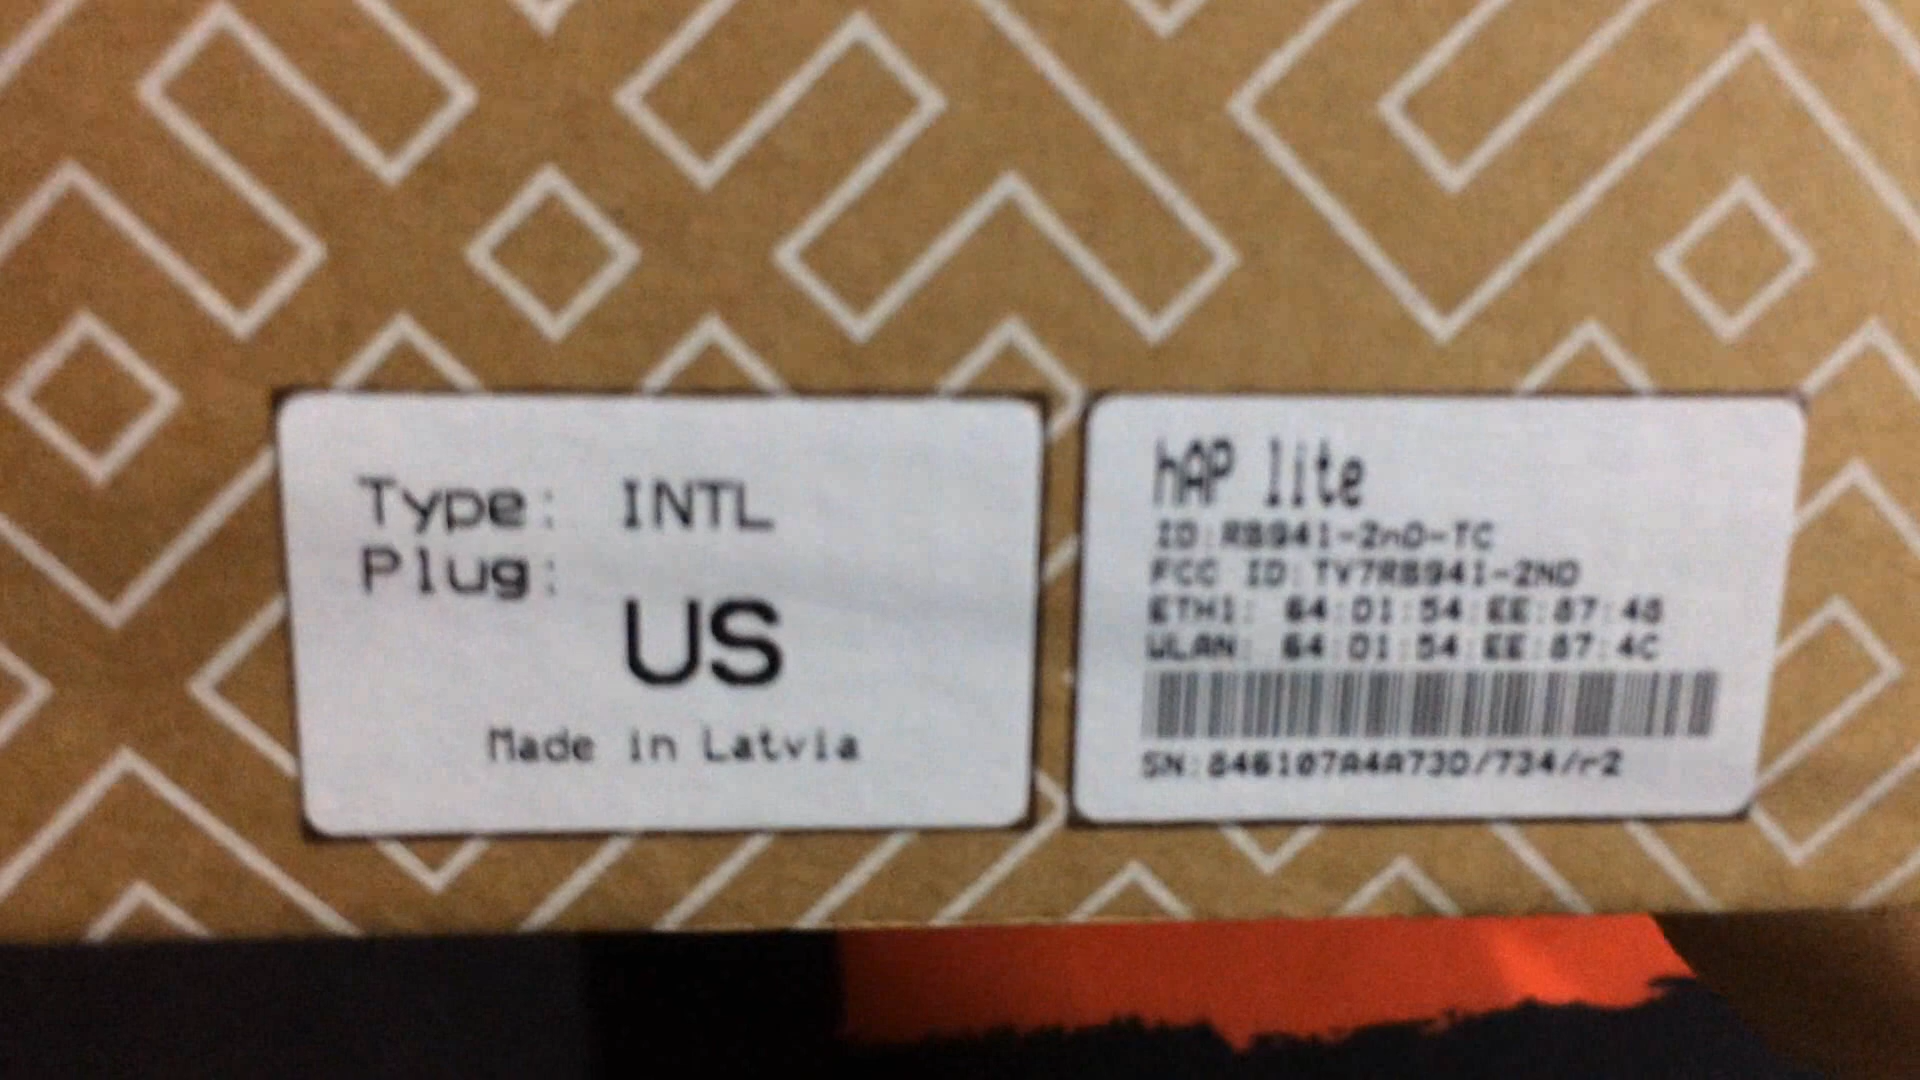 Type: INTL
Plug:
US
Made in Latvia
hAP lite
ID:RB941-2nD-TC
FCC ID:TV7RB941-2ND
ETH1: 64:D1:54:EE:87:48
WLAN: 64:D1:54:EE:87:4C
SN:846107A4A73D/734/r2